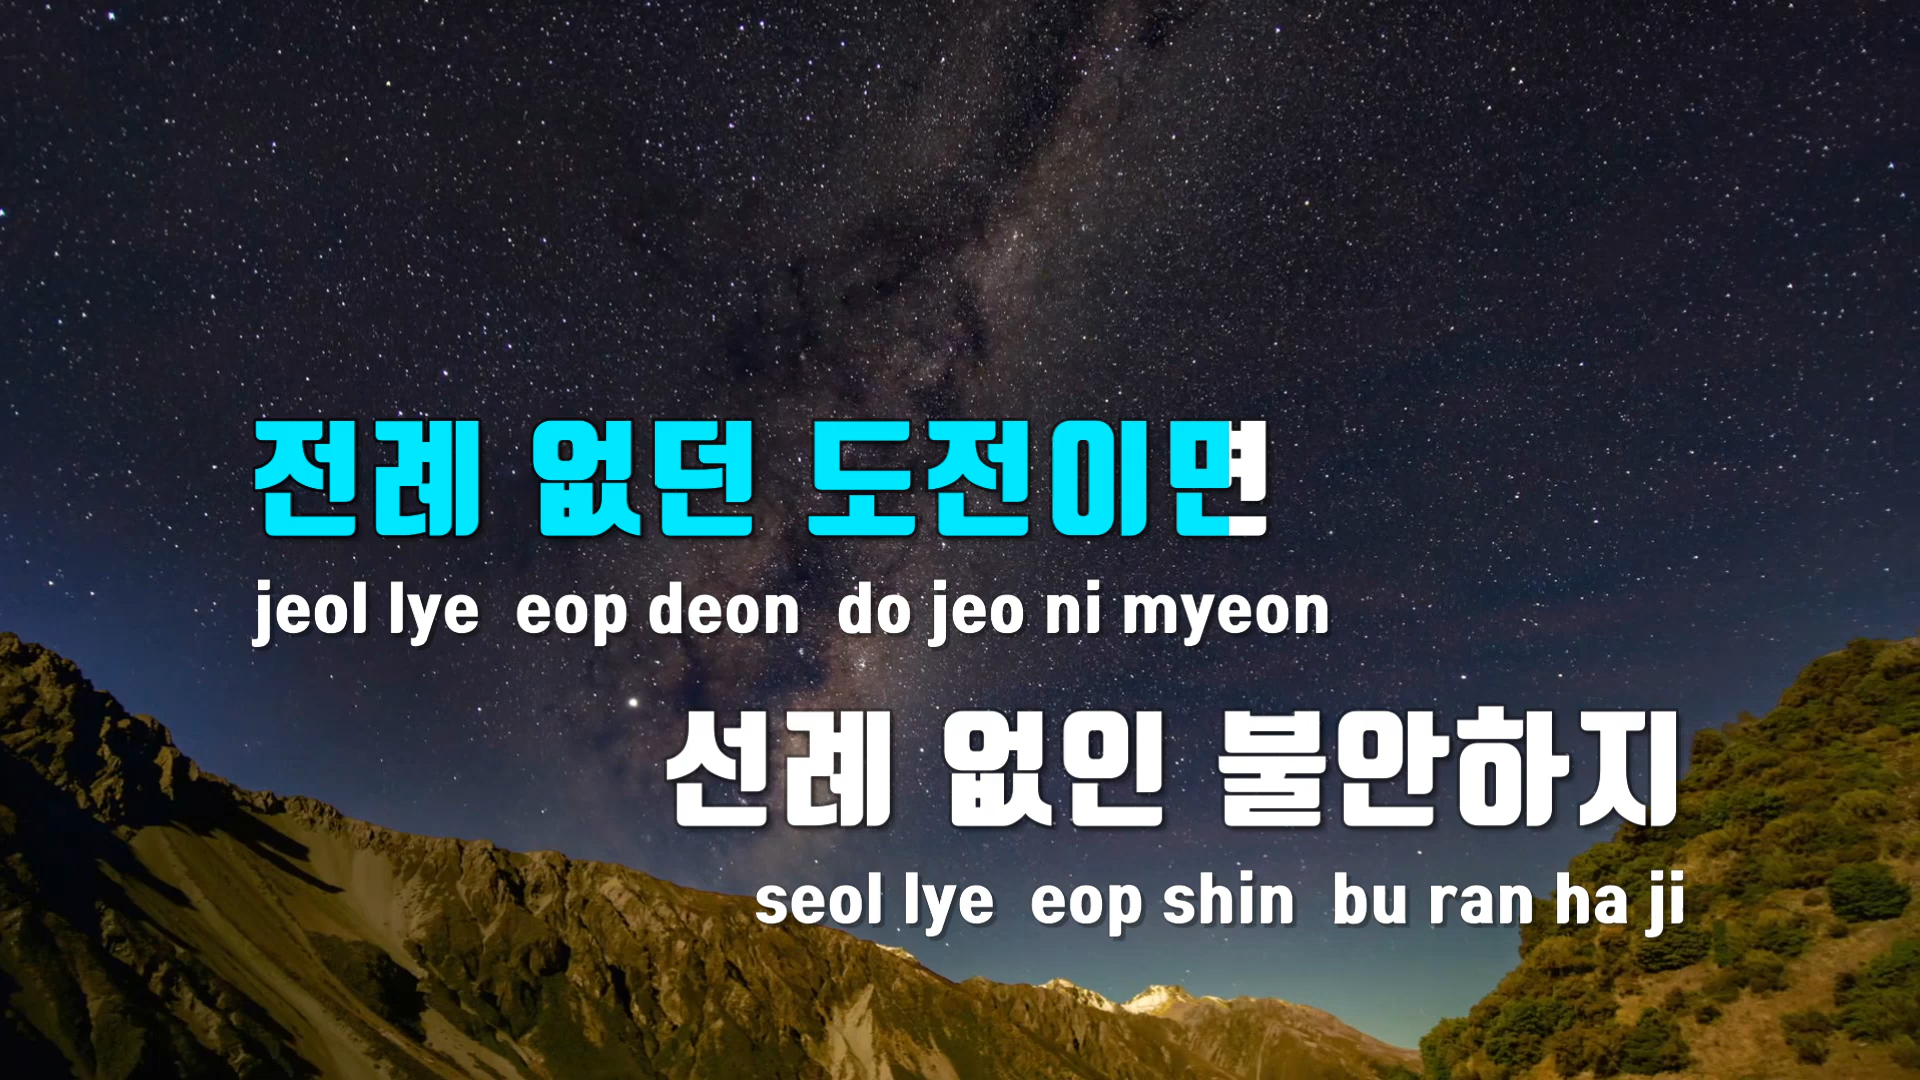 전례 없던 도전이면
jeol lye eop deon do jeo ni myeon
선례 없인 불안하지
seol lye eop shin bu ran ha ji